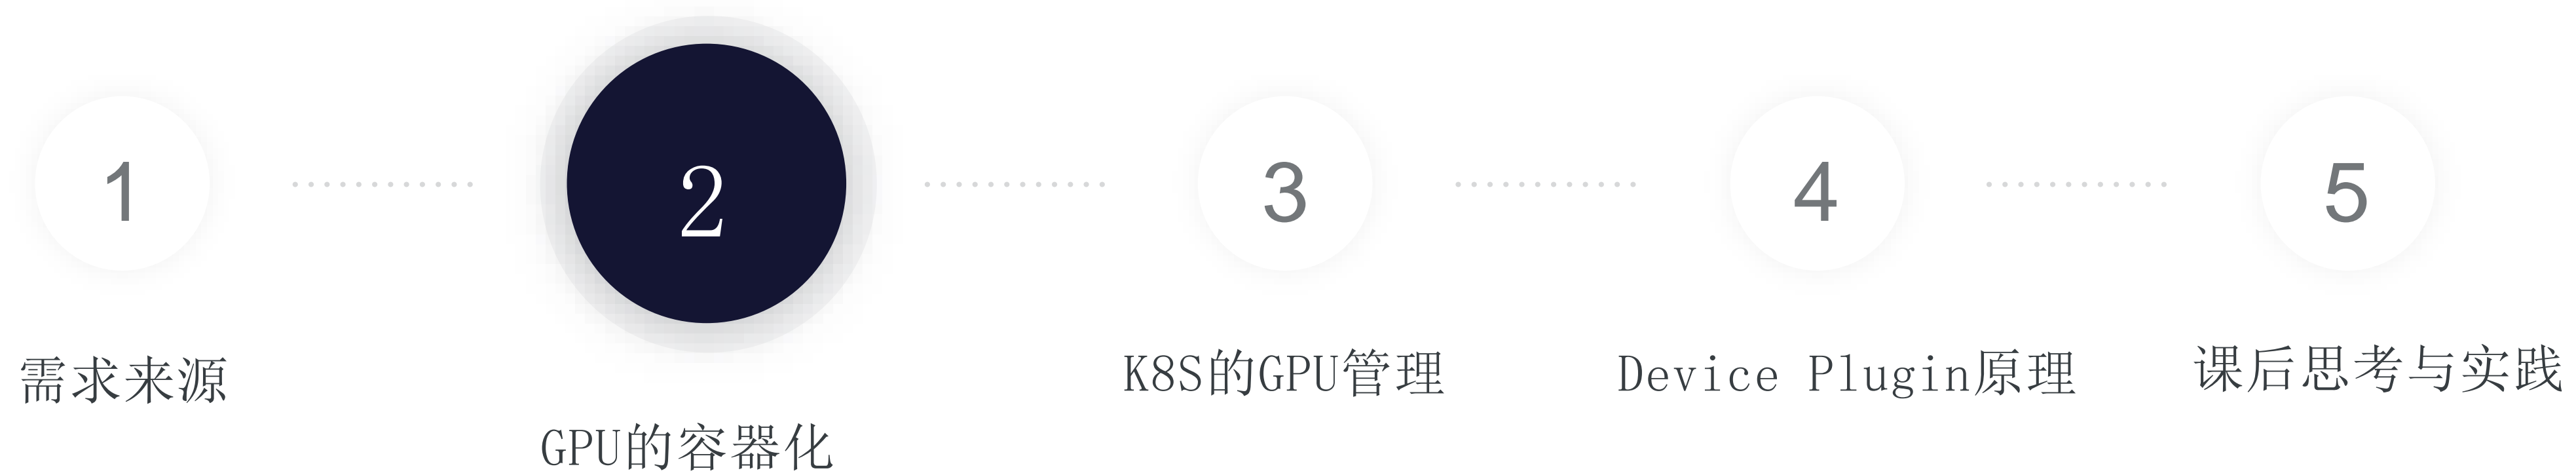 1
需求来源
2
GPU的容器化
3
K8S的GPU管理
4
Device Plugin原理
5
课后思考与实践